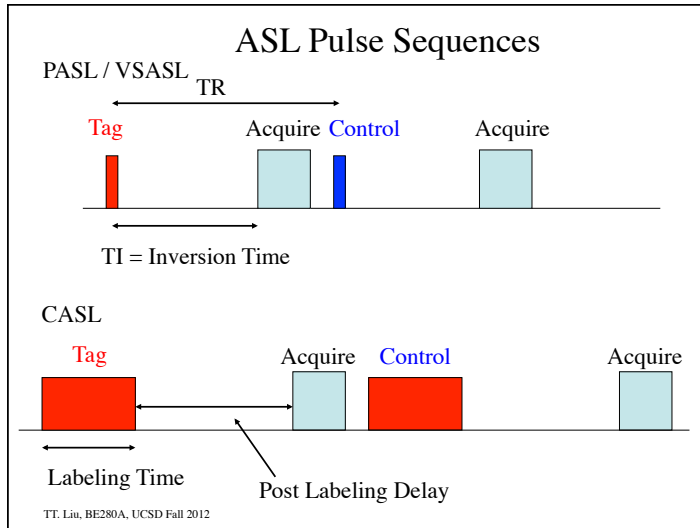 ASL Pulse Sequences
PASL / VSASL
TR
Tag
Acquire
Control
Acquire
TI = Inversion Time
CASL
Tag
Acquire
Control
Acquire
Labeling Time
Post Labeling Delay
TT. Liu, BE280A, UCSD Fall 2012